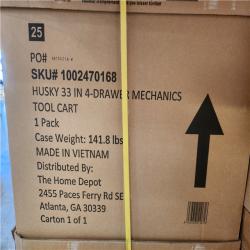 25
PO#
SKU# 1002470168
HUSKY 33 IN 4-DRAWER MECHANICS
TOOL CART
1 Pack
Case Weight: 141.8 lbs
MADE IN VIETNAM
Distributed By:
The Home Depot
2455 Paces Ferry Rd SE
Atlanta, GA 30339
Carton 1 of 1